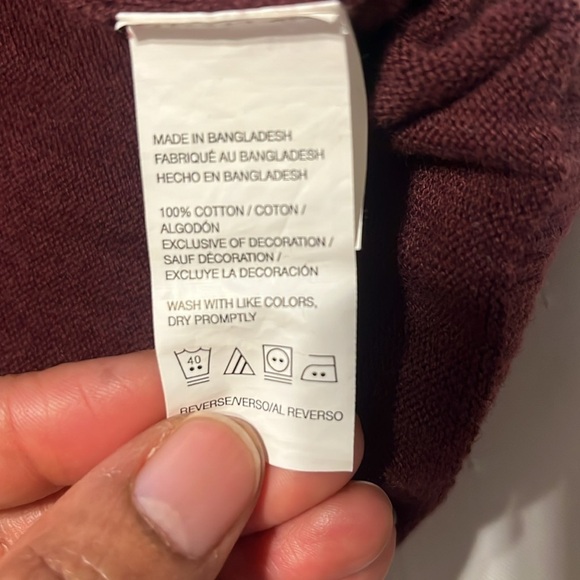 MADE IN BANGLADESH
FABRIQUÉ AU BANGLADESH
HECHO EN BANGLADESH
100% COTTON / COTON /
ALGODÓN
EXCLUSIVE OF DECORATION /
SAUF DÉCORATION /
EXCLUYE LA DECORACIÓN
WASH WITH LIKE COLORS,
DRY PROMPTLY
40
REVERSE/VERSO/AL REVERSO